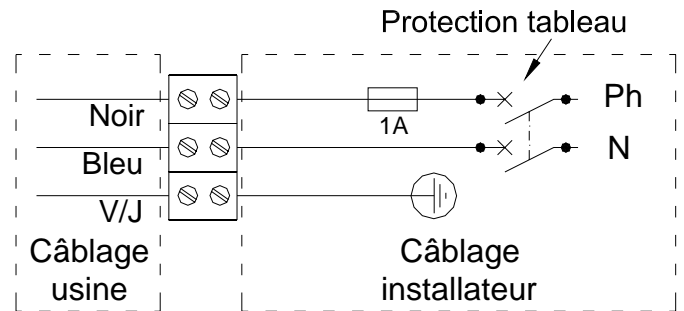 Protection tableau
Noir
1A
Ph
Bleu
N
V/J
Câblage
usine
Câblage
installateur